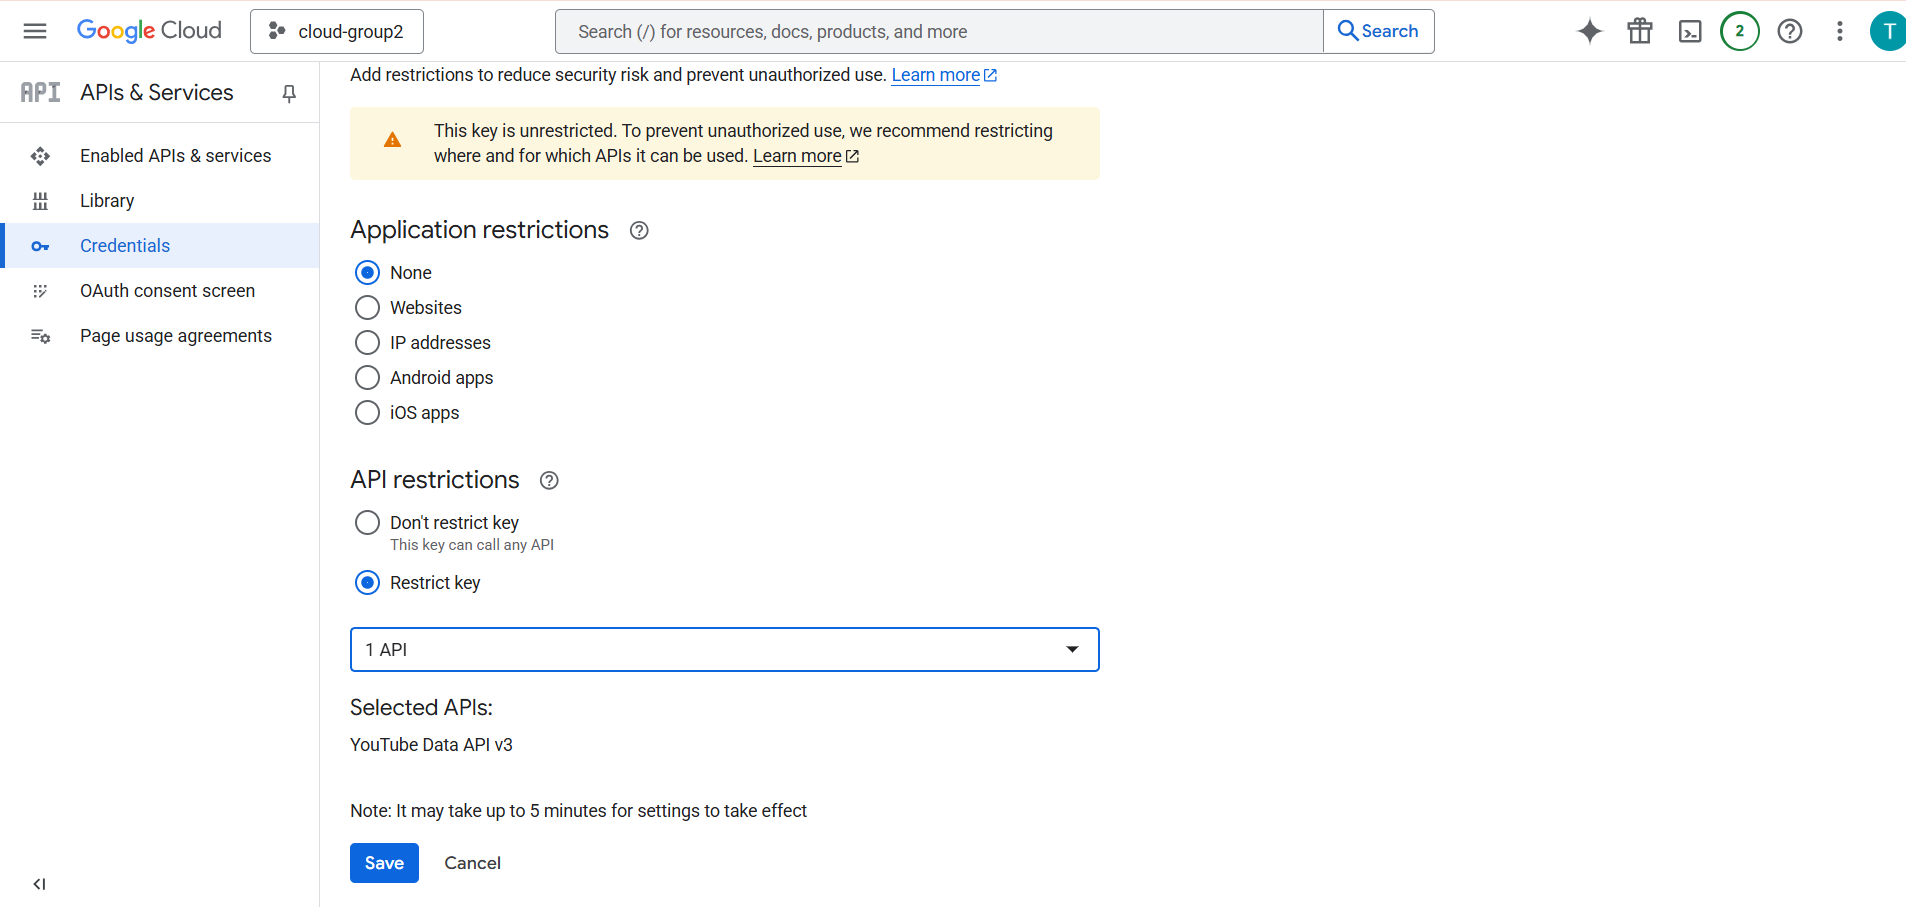 Google Cloud
cloud-group2
Search (/) for resources, docs, products, and more
Search
2
T
API
APIs & Services
Enabled APIs & services
Library
Credentials
OAuth consent screen
Page usage agreements
Add restrictions to reduce security risk and prevent unauthorized use. Learn more
This key is unrestricted. To prevent unauthorized use, we recommend restricting
where and for which APIs it can be used. Learn more
Application restrictions
None
Websites
IP addresses
Android apps
iOS apps
API restrictions
Don't restrict key
This key can call any API
Restrict key
1 API
Selected APIs:
YouTube Data API v3
Note: It may take up to 5 minutes for settings to take effect
Save
Cancel